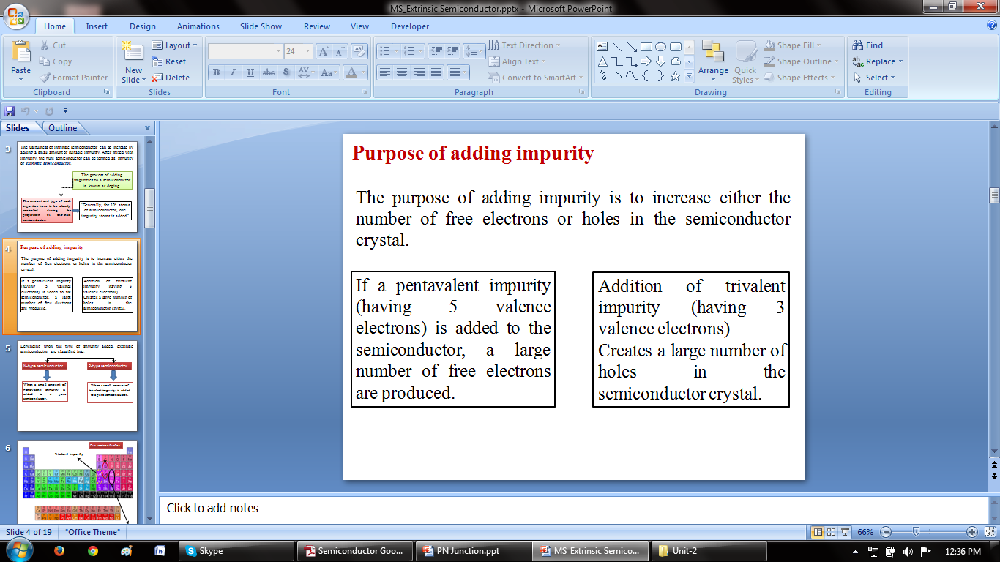 MS_Extrinsic Semiconductor.pptx - Microsoft PowerPoint
Home Insert Design Animations Slide Show Review View Developer
Paste
Cut
Copy
Format Painter
Clipboard
New
Slide
Layout
Reset
Delete
Slides
24
B I U abc S AV Aa A
Font
Text Direction
Align Text
Convert to SmartArt
Paragraph
Arrange
Quick
Styles
Shape Fill
Shape Outline
Shape Effects
Drawing
Find
Replace
Select
Editing
Slides Outline x
3
The usefulness of intrinsic semiconductor can be increase by
adding a small amount of suitable impurity. After mixed with
impurity, the pure semiconductor can be termed as impurity
or extrinsic semiconductor.
The process of adding
impurities to a semiconductor
is known as doping.
The amount and type of such
impurities have to be closely
controlled during the
preparation of extrinsic
semiconductor.
"Generally, for 10 atoms
of semiconductor, one
impurity atoms is added"
4
Purpose of adding impurity
The purpose of adding impurity is to increase either the
number of free electrons or holes in the semiconductor
crystal.
If a pentavalent impurity
(having 5 valence
electrons) is added to the
semiconductor, a large
number of free electrons
are produced.
Addition of trivalent
impurity (having 3
valence electrons)
Creates a large number of
holes in the
semiconductor crystal.
5
Depending upon the type of impurity added, extrinsic
semiconductor are classified into:
N-type semiconductor
P-type semiconductor
When a small amount of
pentavalent impurity is
added to a pure
semiconductor.
When a small amount of
trivalent impurity is added
to a pure semiconductor.
6
Our semiconductor
Trivalent impurity
Purpose of adding impurity
The purpose of adding impurity is to increase either the
number of free electrons or holes in the semiconductor
crystal.
If a pentavalent impurity
(having 5 valence
electrons) is added to the
semiconductor, a large
number of free electrons
are produced.
Addition of trivalent
impurity (having 3
valence electrons)
Creates a large number of
holes in the
semiconductor crystal.
Click to add notes
Slide 4 of 19 "Office Theme" 66%
Skype
Semiconductor Goo...
PN Junction.ppt
MS_Extrinsic Semico...
Unit-2
12:36 PM